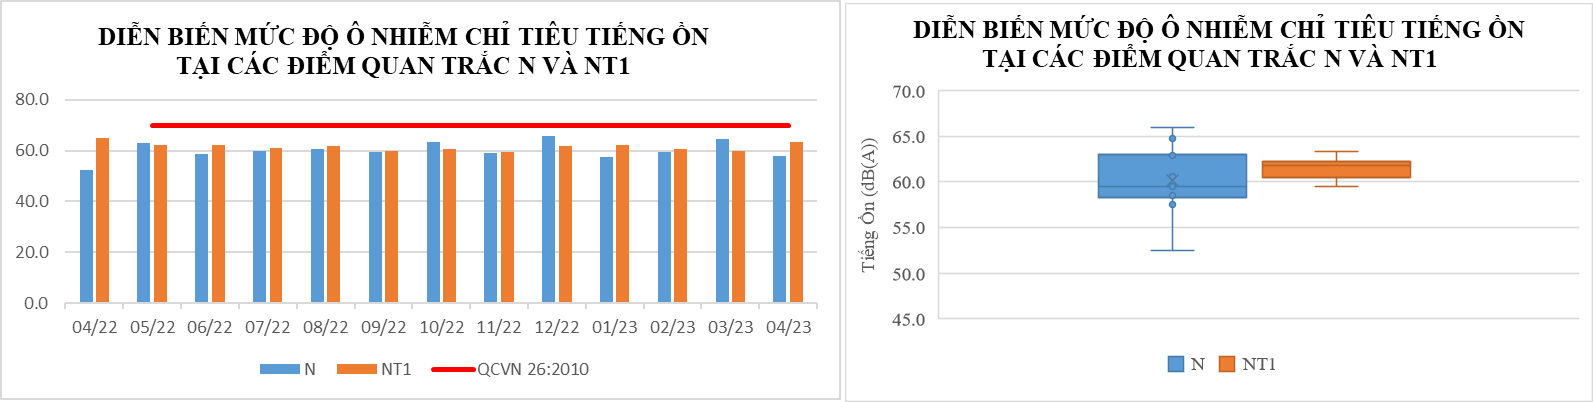 DIỄN BIẾN MỨC ĐỘ Ô NHIỄM CHỈ TIÊU TIẾNG ỒN
TẠI CÁC ĐIỂM QUAN TRẮC N VÀ NT1
80.0
60.0
40.0
20.0
0.0
04/22 05/22 06/22 07/22 08/22 09/22 10/22 11/22 12/22 01/23 02/23 03/23 04/23
N NT1 QCVN 26:2010
DIỄN BIẾN MỨC ĐỘ Ô NHIỄM CHỈ TIÊU TIẾNG ỒN
TẠI CÁC ĐIỂM QUAN TRẮC N VÀ NT1
Tiếng Ồn (dB(A))
70.0
65.0
60.0
55.0
50.0
45.0
N NT1